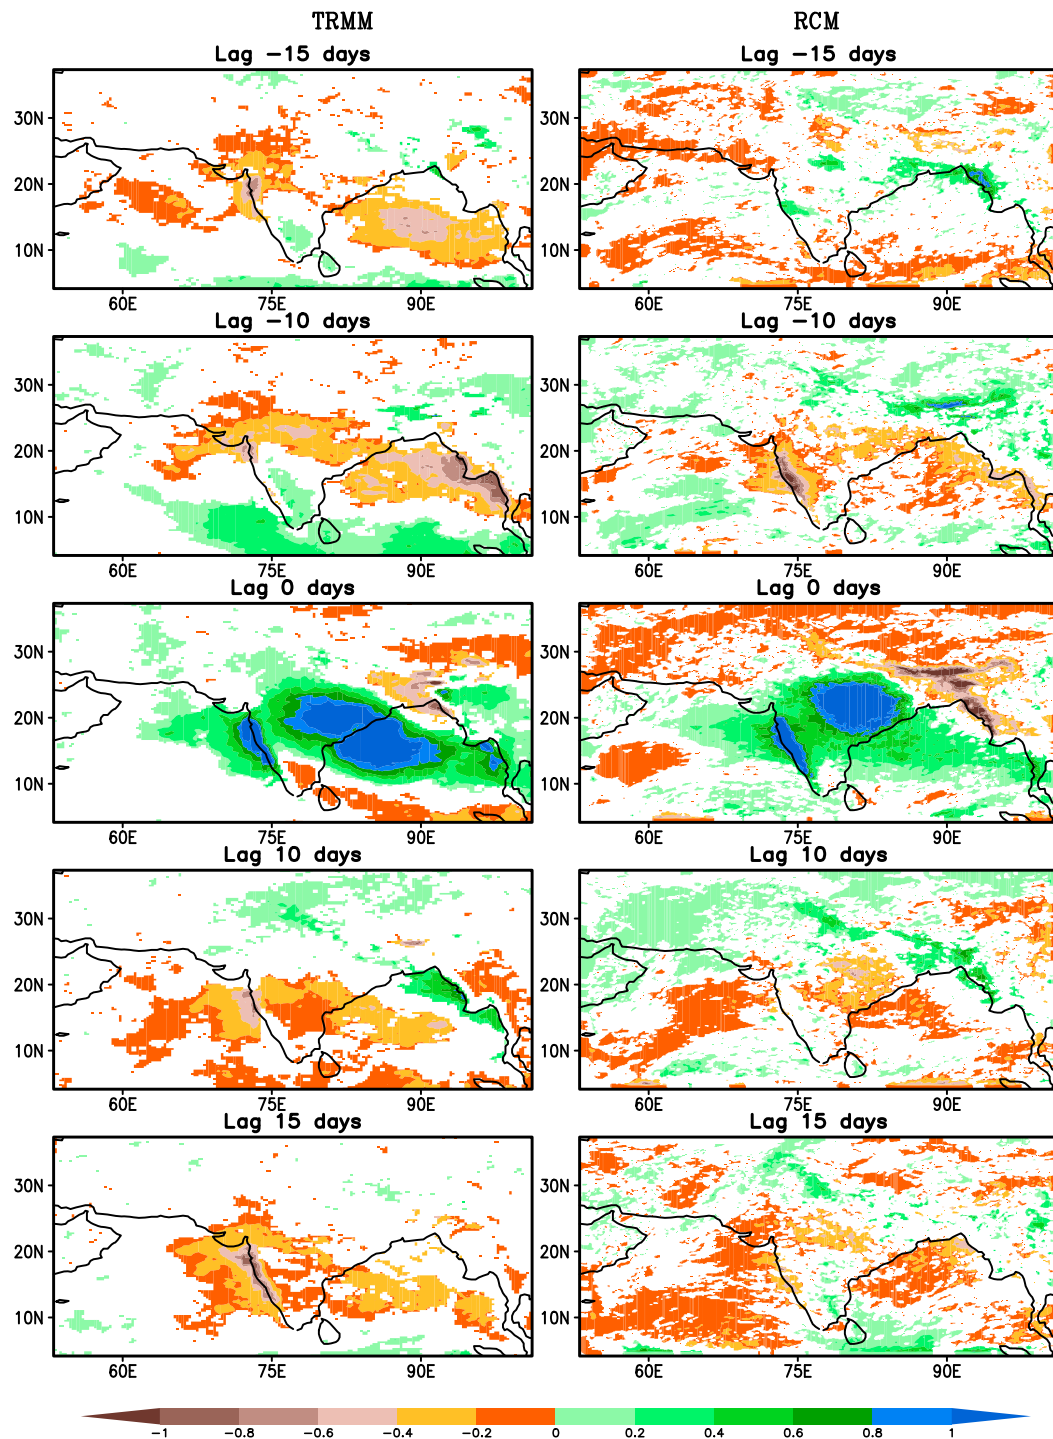 TRMM RCM
Lag −15 days Lag −15 days
30N 30N
20N 20N
10N 10N
60E 75E 90E 60E 75E 90E
Lag −10 days Lag −10 days
30N 30N
20N 20N
10N 10N
60E 75E 90E 60E 75E 90E
Lag 0 days Lag 0 days
30N 30N
20N 20N
10N 10N
60E 75E 90E 60E 75E 90E
Lag 10 days Lag 10 days
30N 30N
20N 20N
10N 10N
60E 75E 90E 60E 75E 90E
Lag 15 days Lag 15 days
30N 30N
20N 20N
10N 10N
60E 75E 90E 60E 75E 90E
−1 −0.8 −0.6 −0.4 −0.2 0 0.2 0.4 0.6 0.8 1